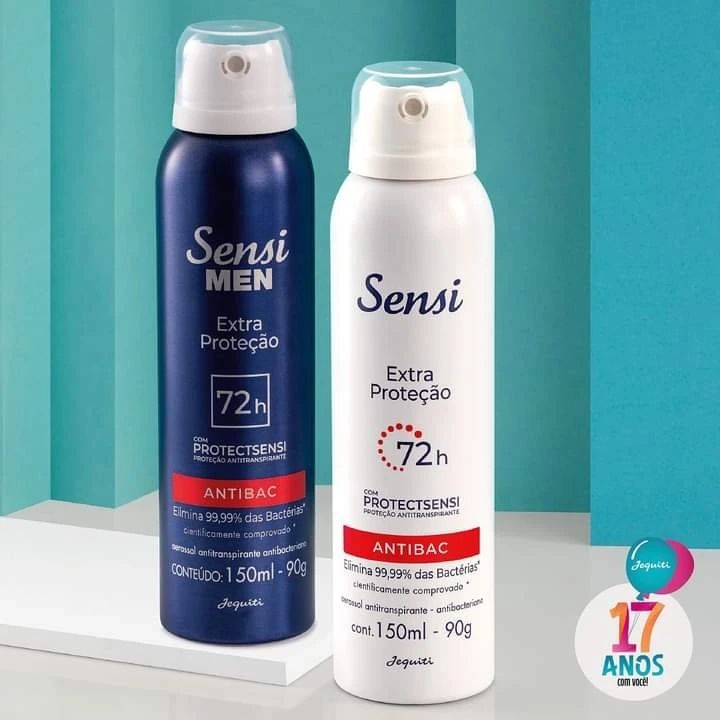 Sensi
MEN
Extra
Proteção
72h
COM
PROTECTSENSI
PROTEÇÃO ANTITRANSPIRANTE
ANTIBAC
Elimina 99,99% das Bactérias*
cientificamente comprovado *
aerossol antitranspirante antibacteriano
CONTEÚDO: 150ml - 90g
Jequiti
Sensi
Extra
Proteção
72h
COM
PROTECTSENSI
PROTEÇÃO ANTITRANSPIRANTE
ANTIBAC
Elimina 99,99% das Bactérias*
cientificamente comprovado *
aerossol antitranspirante - antibacteriano
cont. 150ml - 90g
Jequiti
Jequiti
17
ANOS
com você!